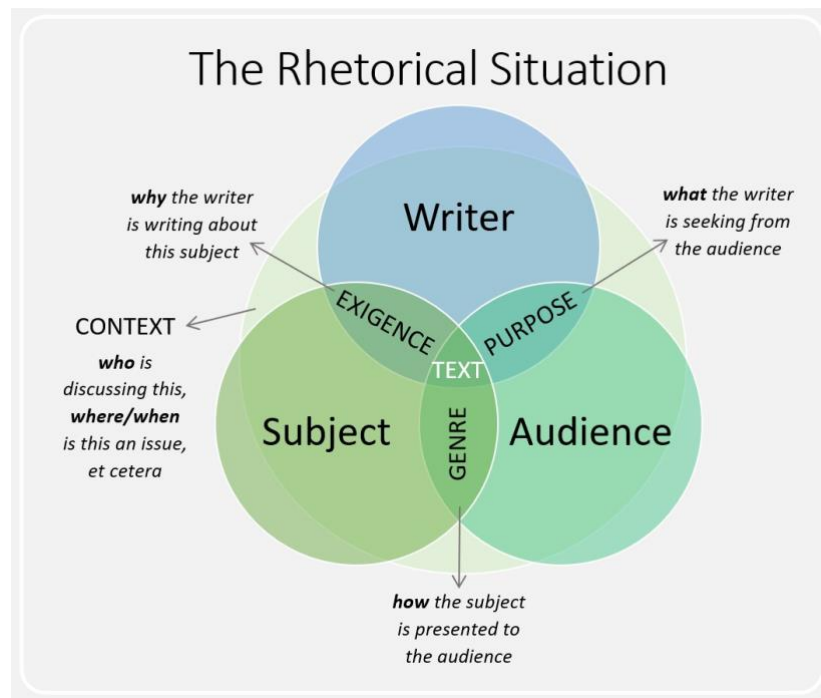 The Rhetorical Situation
why the writer
is writing about
this subject
what the writer
is seeking from
the audience
Writer
EXIGENCE
PURPOSE
CONTEXT
who is
discussing this,
where/when
is this an issue,
et cetera
TEXT
Subject
GENRE
Audience
how the subject
is presented to
the audience